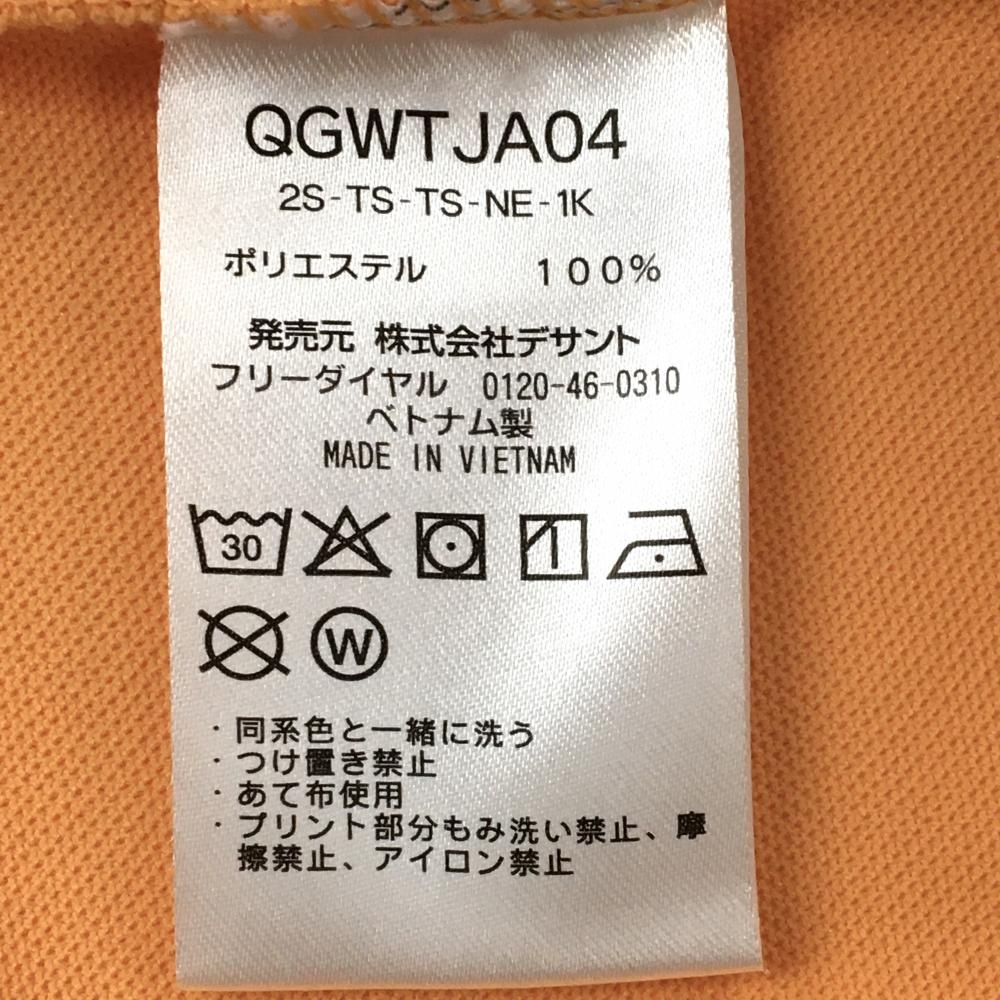 QGWTJA04
2S-TS-TS-NE-1K
ポリエステル 100%
発売元 株式会社デサント
フリーダイヤル 0120-46-0310
ベトナム製
MADE IN VIETNAM
30
W
・同系色と一緒に洗う
・つけ置き禁止
・あて布使用
・プリント部分もみ洗い禁止、摩
擦禁止、アイロン禁止